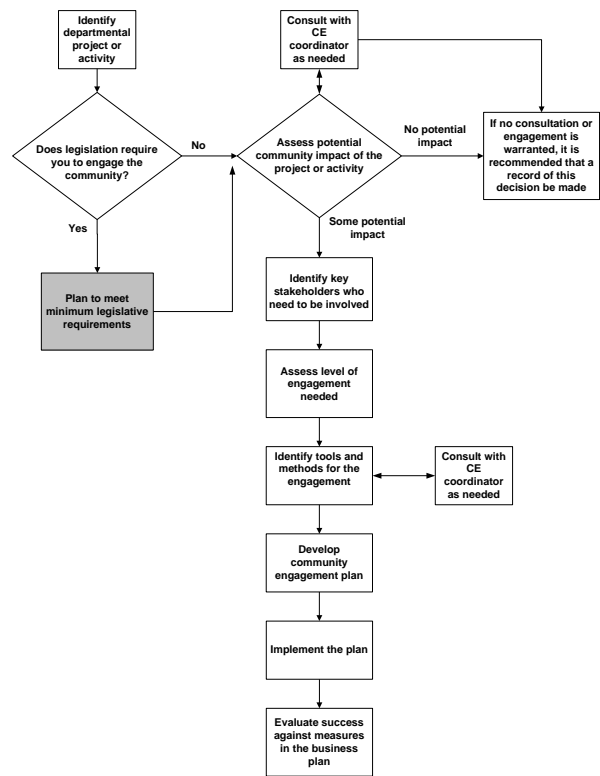 Identify
departmental
project or
activity
Consult with
CE
coordinator
as needed
Does legislation require
you to engage the
community?
No
Assess potential
community impact of the
project or activity
No potential
impact
If no consultation or
engagement is
warranted, it is
recommended that a
record of this
decision be made
Yes
Some potential
impact
Plan to meet
minimum legislative
requirements
Identify key
stakeholders who
need to be involved
Assess level of
engagement
needed
Identify tools and
methods for the
engagement
Consult with
CE
coordinator
as needed
Develop
community
engagement plan
Implement the plan
Evaluate success
against measures
in the business
plan